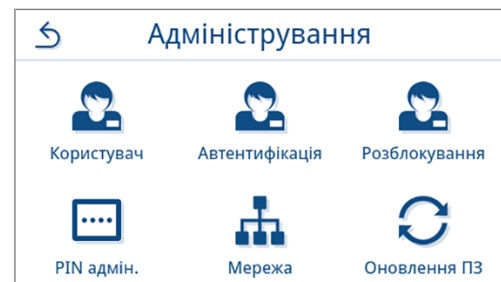 Адміністрування
Користувач Автентифікація Розблокування
PIN адмін. Мережа Оновлення ПЗ